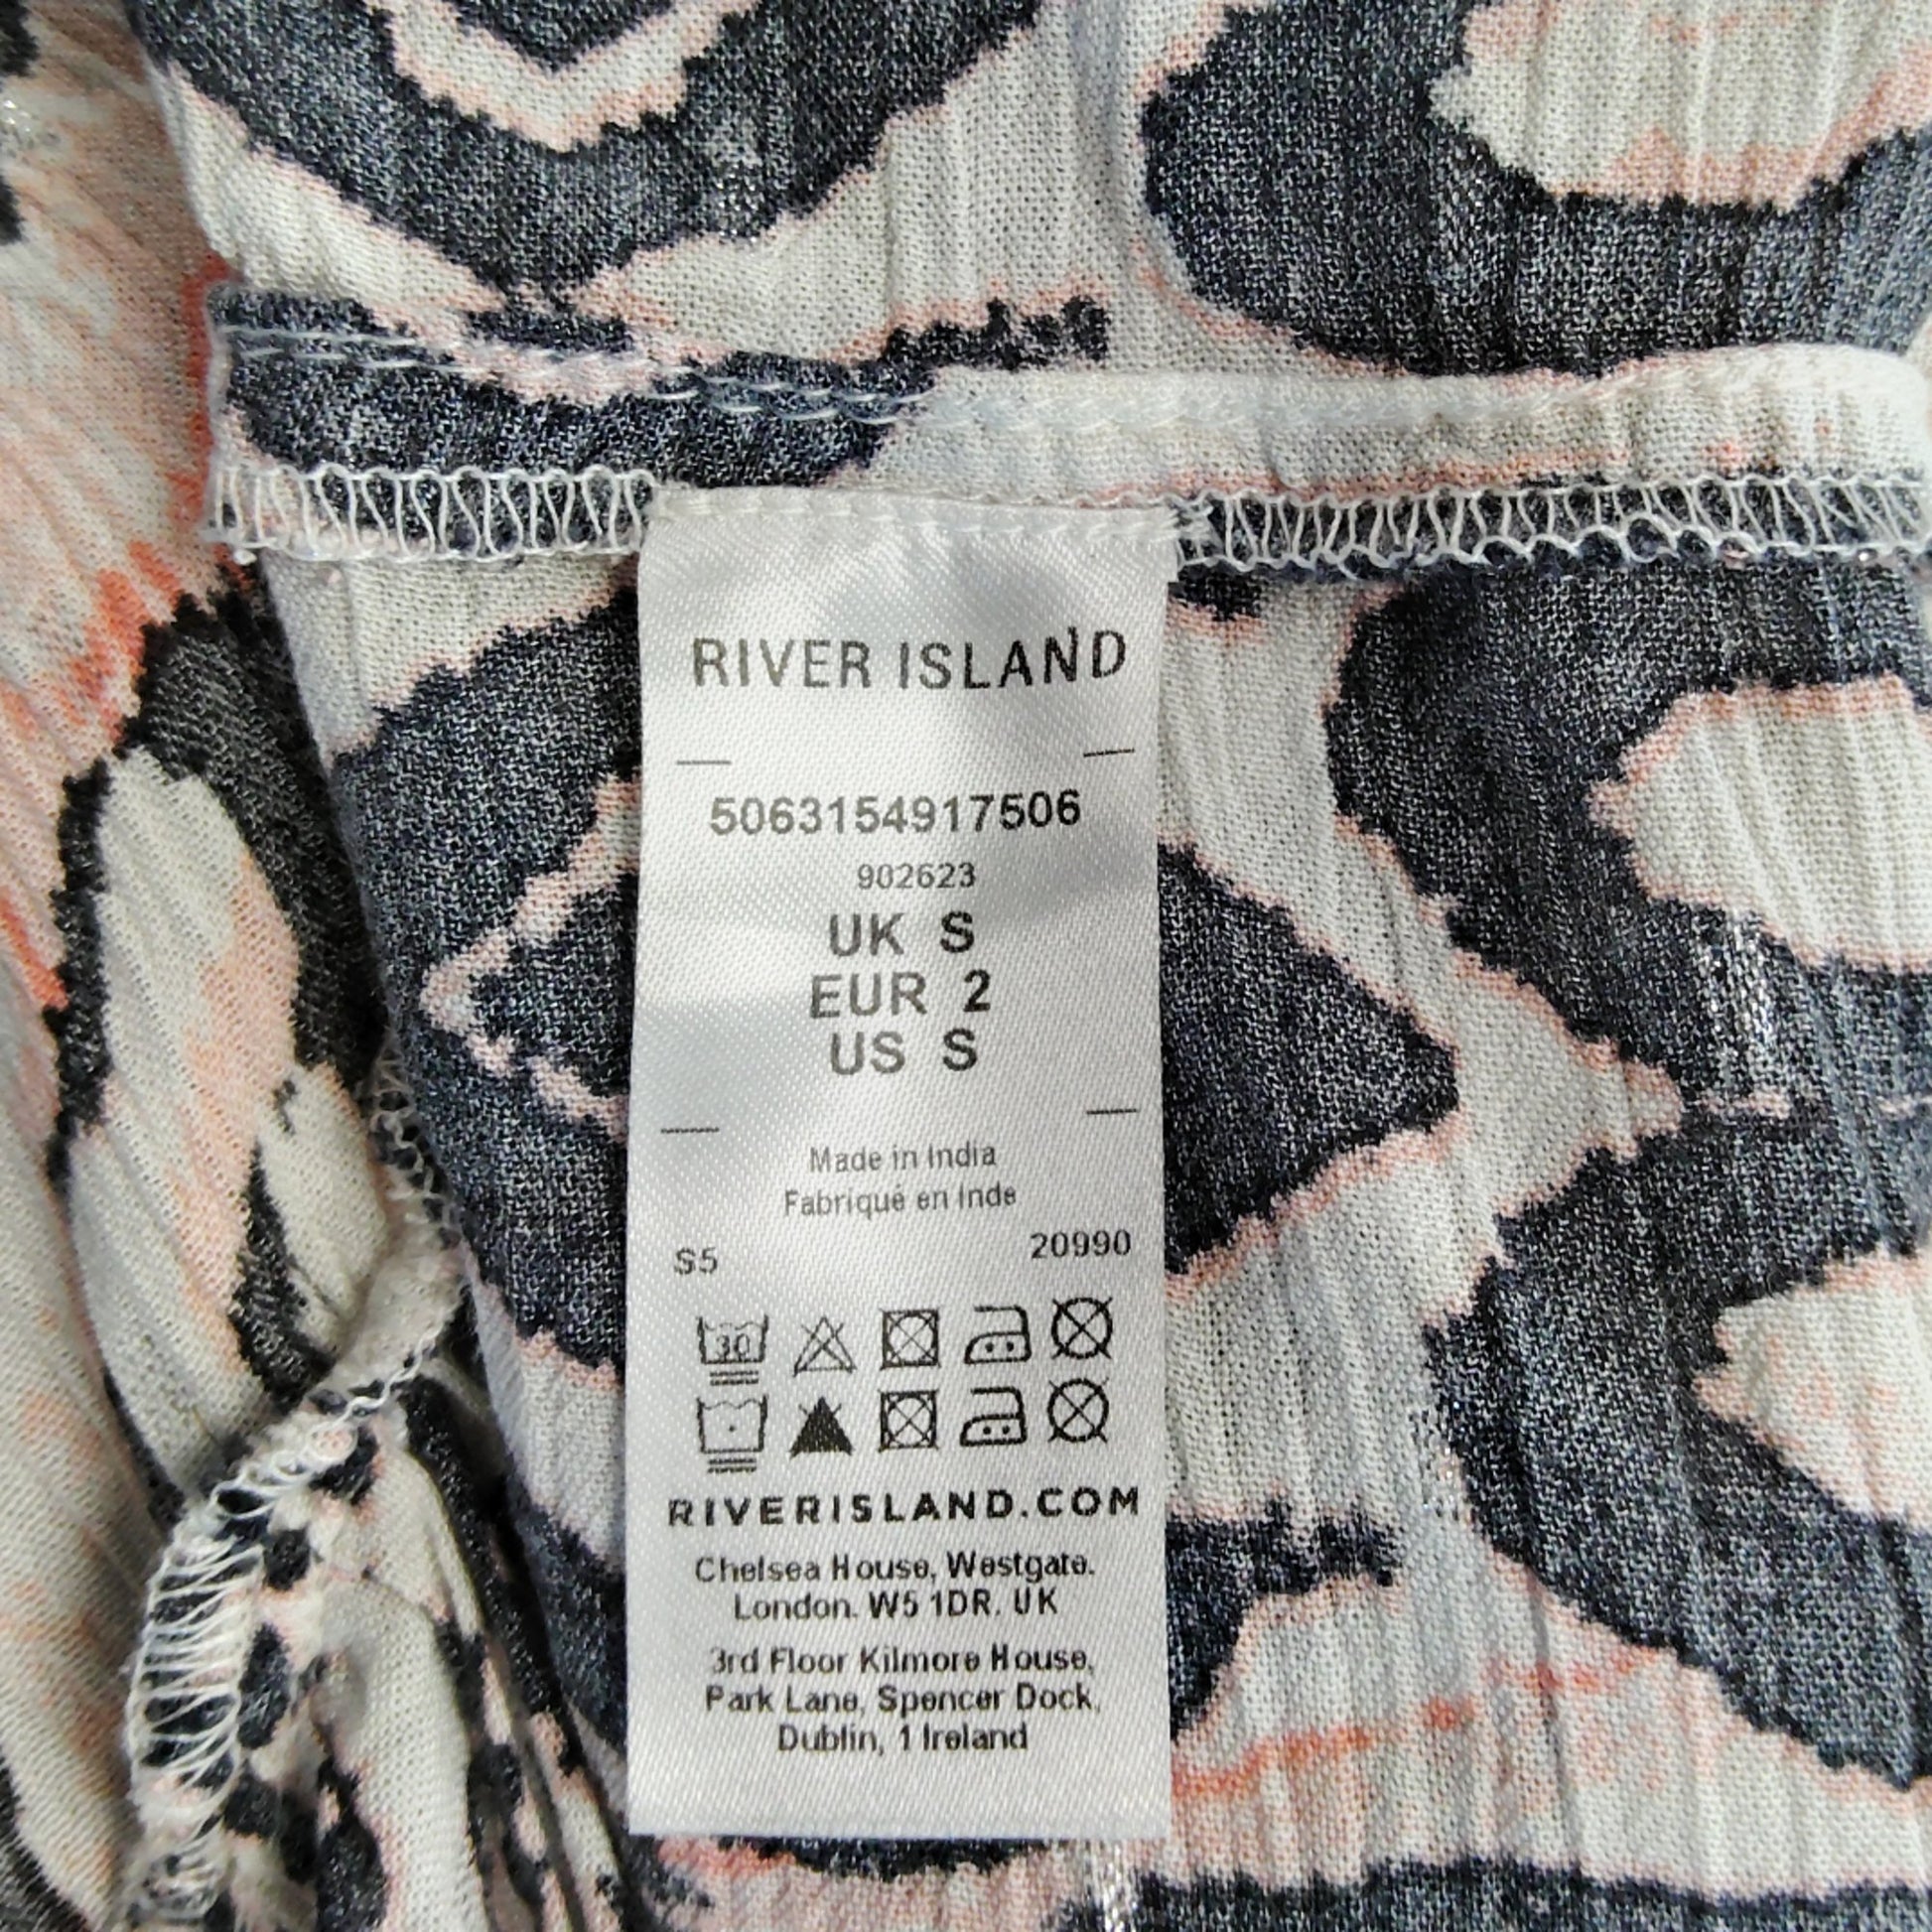 RIVER ISLAND
5063154917506
902623
UK S
EUR 2
US S
Made in India
Fabriqué en Inde
S5 20990
30
RIVERISLAND.COM
Chelsea House, Westgate.
London. W5 1DR. UK
3rd Floor Kilmore House,
Park Lane, Spencer Dock,
Dublin, 1 Ireland